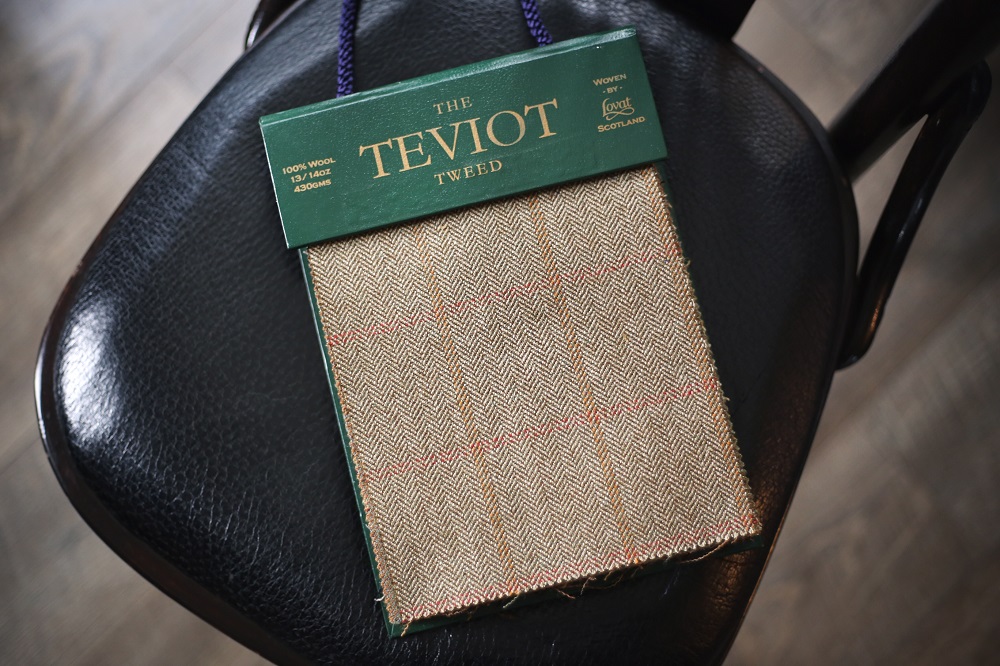 THE
TEVIOT
TWEED
100% WOOL
13/14OZ
430GMS
WOVEN
- BY -
Lovat
SCOTLAND